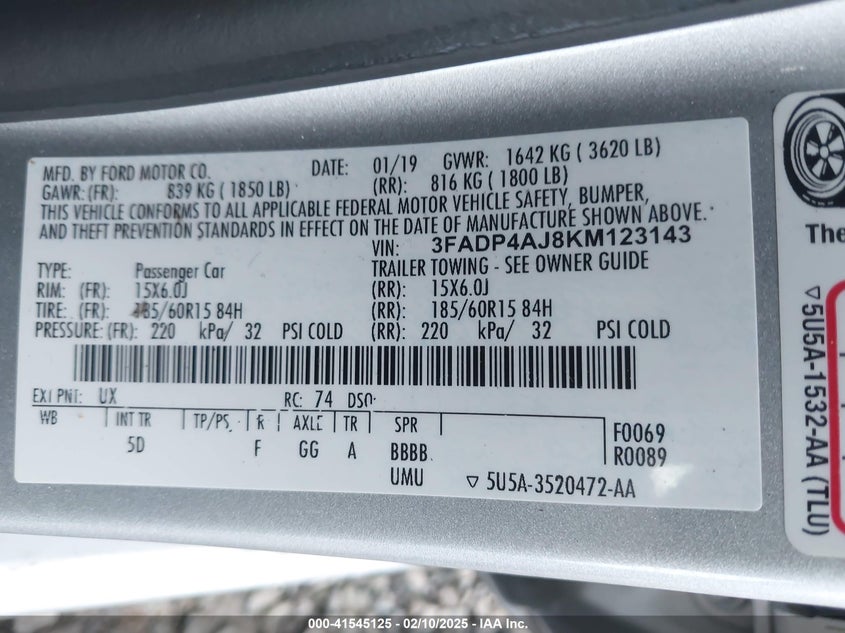 MFD. BY FORD MOTOR CO. DATE: 01/19 GVWR: 1642 KG ( 3620 LB)
GAWR: (FR): 839 KG ( 1850 LB) (RR): 816 KG ( 1800 LB)
THIS VEHICLE CONFORMS TO ALL APPLICABLE FEDERAL MOTOR VEHICLE SAFETY, BUMPER,
AND THEFT PREVENTION STANDARDS IN EFFECT ON THE DATE OF MANUFACTURE SHOWN ABOVE.
VIN: 3FADP4AJ8KM123143
TYPE: Passenger Car TRAILER TOWING - SEE OWNER GUIDE
RIM: (FR): 15X6.0J (RR): 15X6.0J
TIRE: (FR): 185/60R15 84H (RR): 185/60R15 84H
PRESSURE: (FR): 220 kPa/ 32 PSI COLD (RR): 220 kPa/ 32 PSI COLD
EXT PNT: UX RC: 74 DSO:
WB INT TR TP/PS R AXLE TR SPR
5D F GG A BBBB
UMU
F0069
R0089
▽ 5U5A-3520472-AA
The
▽5U5A-1532-AA (TLU)
000-41545125 - 02/10/2025 - IAA Inc.